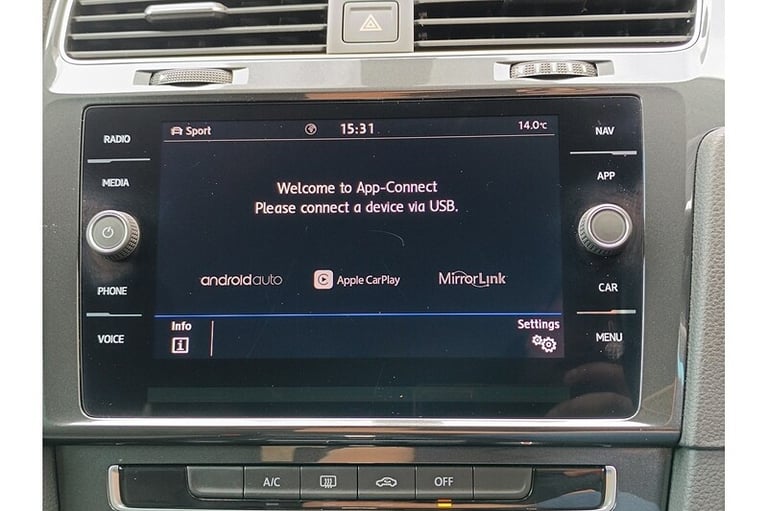 Sport
15:31
14.0°C
RADIO
MEDIA
PHONE
VOICE
Welcome to App-Connect
Please connect a device via USB.
androidauto
Apple CarPlay
MirrorLink
Info
i
Settings
NAV
APP
CAR
MENU
A/C
OFF